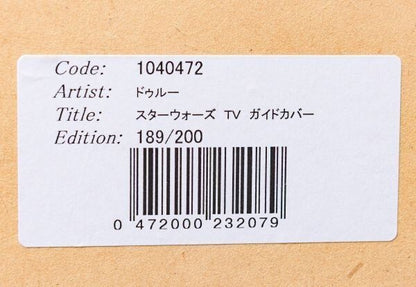 Code: 1040472
Artist: ドゥルー
Title: スターウォーズ TV ガイドカバー
Edition: 189/200
0 472000 232079